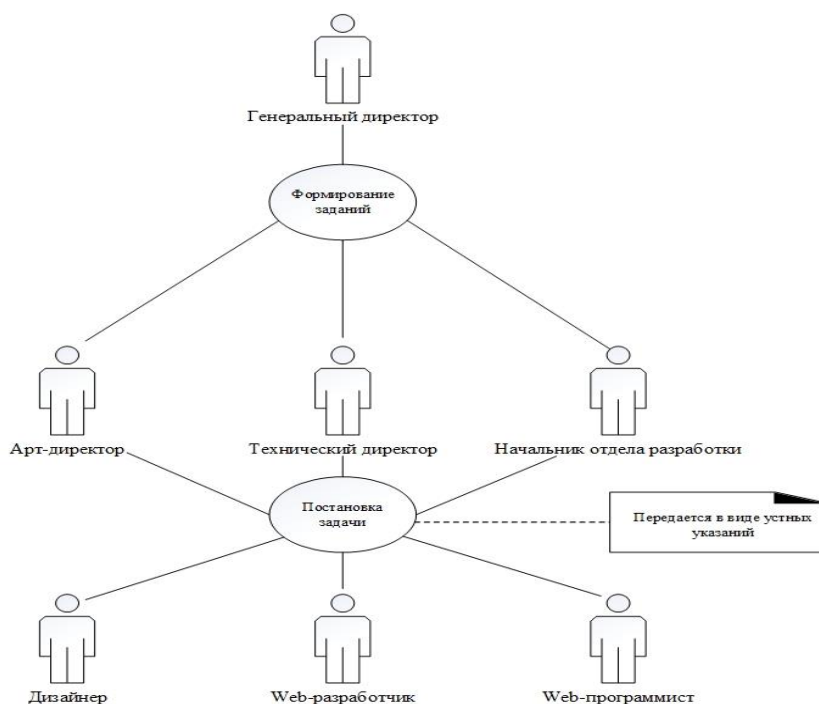 Генеральный директор
Формирование
заданий
Арт-директор
Технический директор
Начальник отдела разработки
Постановка
задачи
Передается в виде устных
указаний
Дизайнер
Web-разработчик
Web-программист